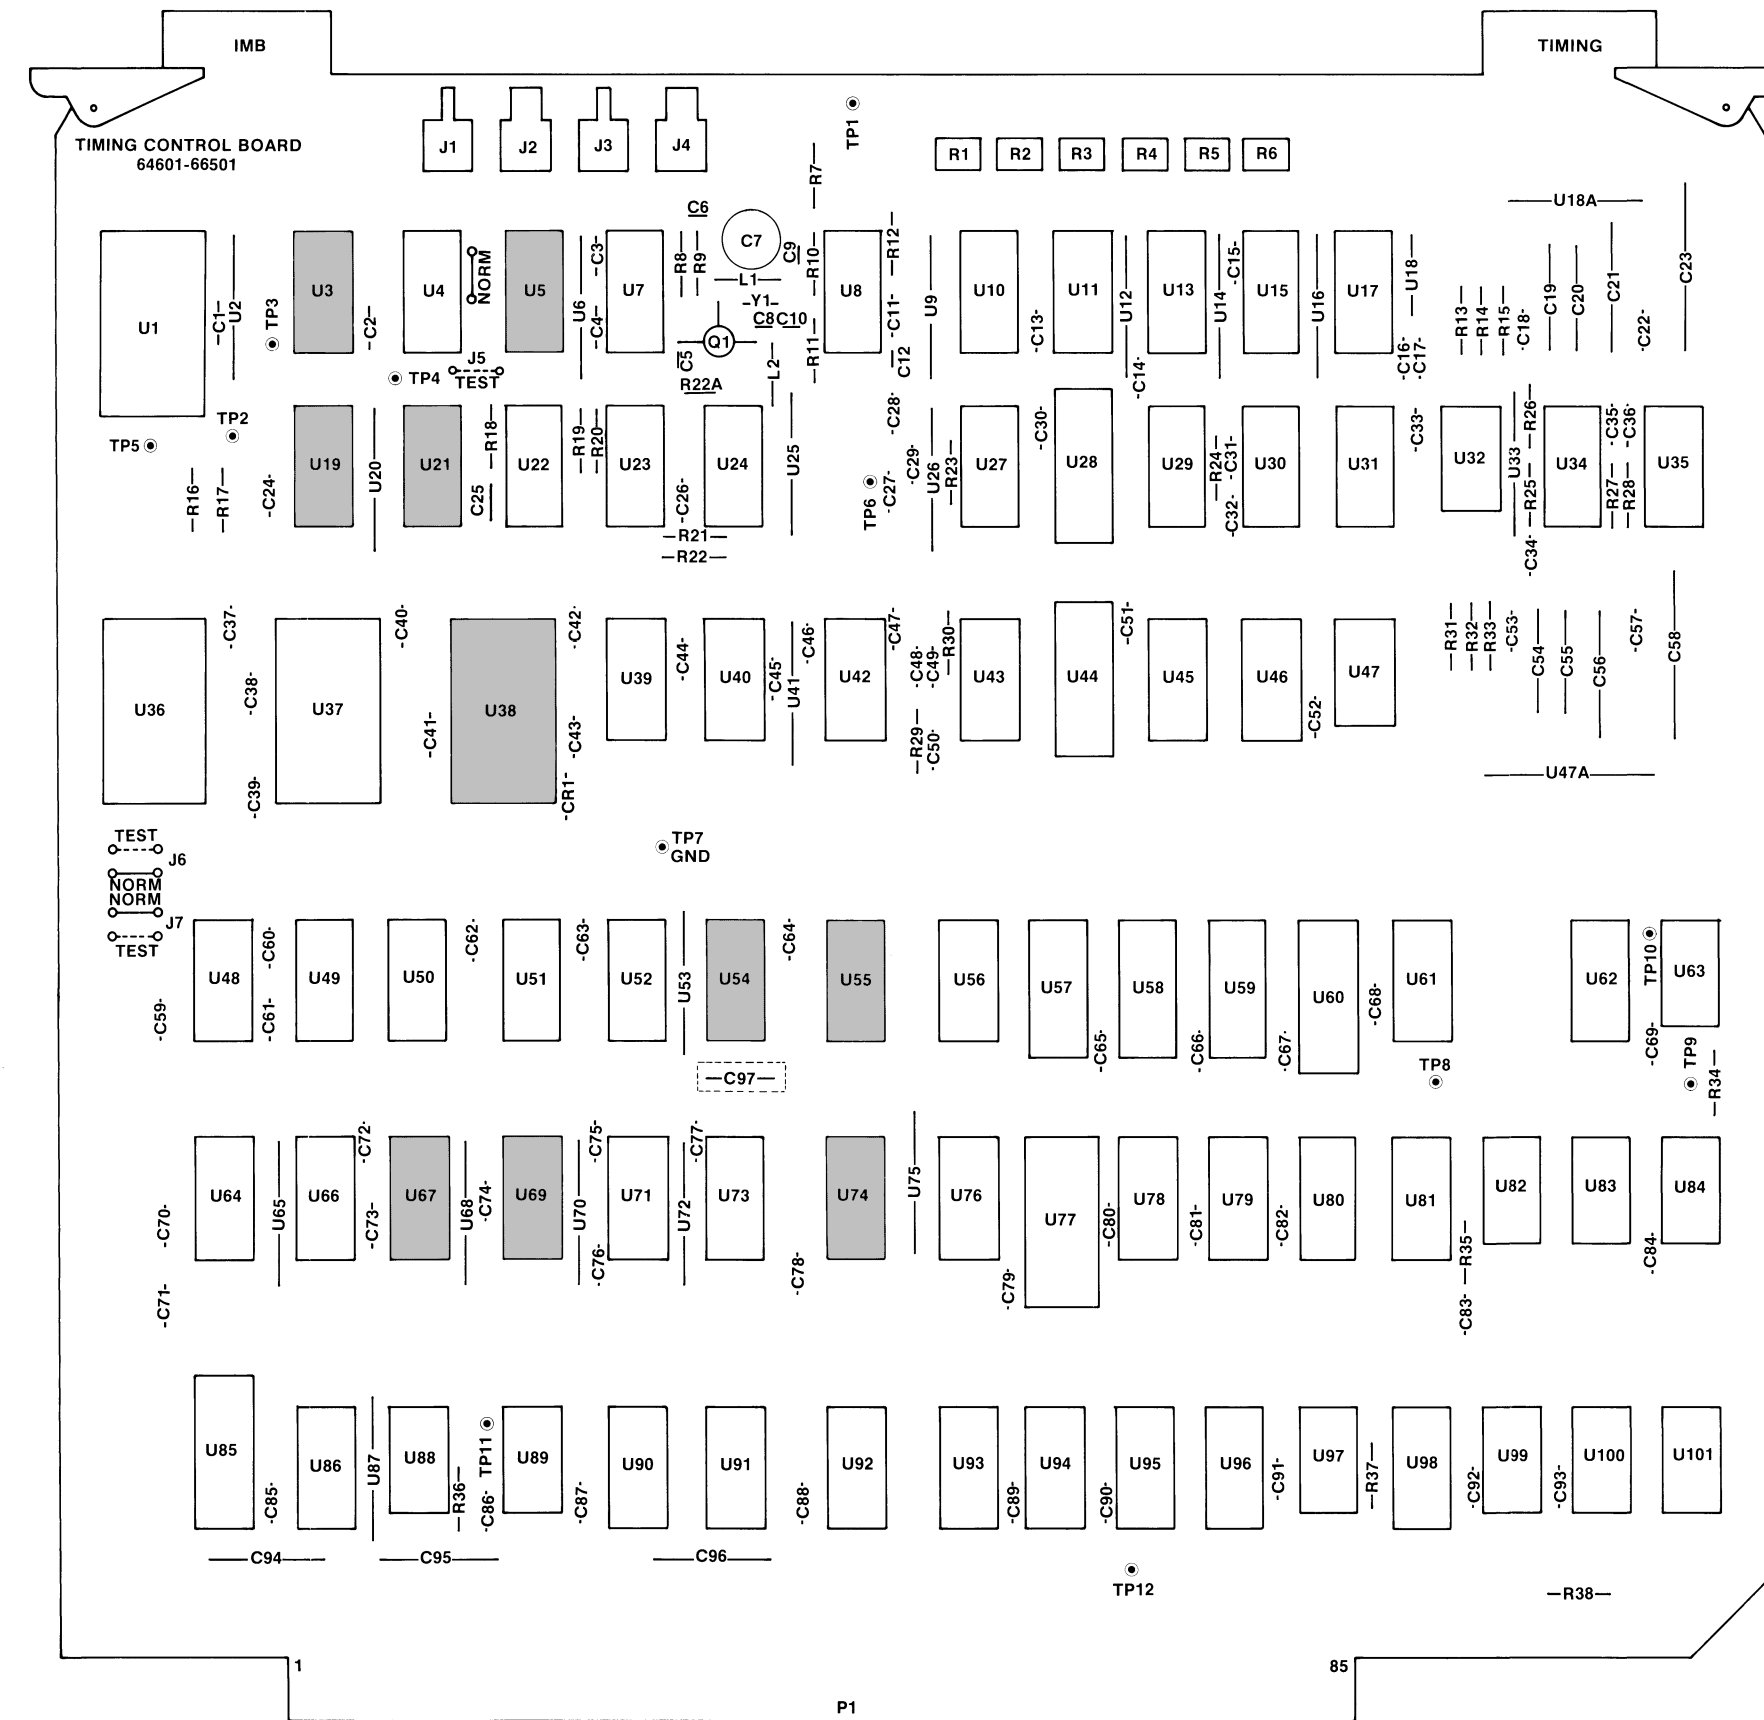 IMB
TIMING
TIMING CONTROL BOARD
64601-66501
J1
J2
J3
J4
TP1
R1
R2
R3
R4
R5
R6
R7
U18A
C6
U1
C1
U2
TP3
U3
C2
U4
NORM
U5
U6
C3
C4
U7
R8
R9
C7
L1
Y1
C8
C10
C9
R10
R11
Q1
C5
R22A
L2
U8
R12
C11
C12
U9
U10
C13
U11
U12
C14
U13
U14
C15
U15
U16
U17
U18
C16
C17
R13
R14
R15
C18
C19
C20
C21
C22
C23
J5
TEST
TP4
TP5
TP2
R16
R17
C24
U19
U20
U21
R18
C25
U22
R19
R20
U23
C26
U24
R21
R22
U25
TP6
C27
C28
C29
U26
R23
U27
C30
U28
U29
R24
C31
C32
U30
U31
C33
U32
U33
R26
R25
C34
U34
C35
C36
R27
R28
U35
U36
C37
C38
C39
U37
C40
C41
U38
C42
C43
CR1
U39
C44
U40
C45
U41
C46
U42
C47
C48
C49
R30
R29
C50
U43
U44
C51
U45
U46
C52
U47
R31
R32
R33
C53
C54
C55
C56
C57
C58
U47A
TEST
J6
NORM
NORM
J7
TEST
TP7
GND
C59
U48
C60
C61
U49
U50
C62
U51
C63
U52
U53
U54
C64
U55
U56
U57
C65
U58
C66
U59
C67
U60
C68
U61
U62
TP10
C69
U63
C97
TP8
TP9
R34
C70
C71
U64
U65
U66
C72
C73
U67
U68
C74
U69
U70
C75
C76
U71
U72
C77
U73
C78
U74
U75
U76
C79
U77
C80
U78
C81
U79
C82
U80
U81
R35
C83
U82
U83
C84
U84
U85
C85
U86
U87
U88
R36
TP11
C86
U89
C87
U90
U91
C88
U92
U93
C89
U94
C90
U95
U96
C91
U97
R37
U98
C92
U99
C93
U100
U101
C94
C95
C96
TP12
R38
1
85
P1